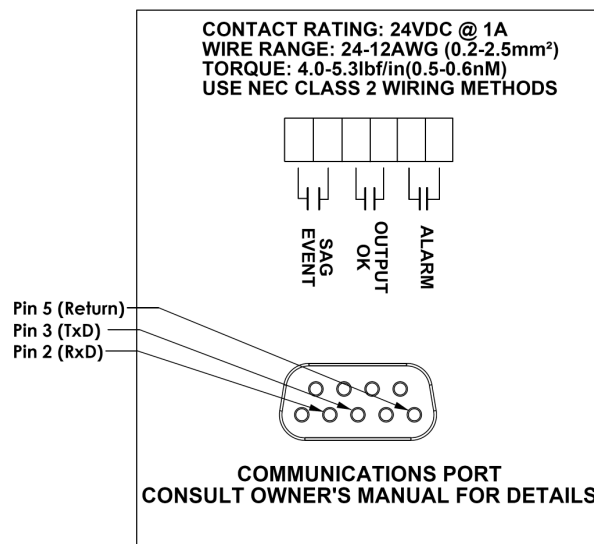 CONTACT RATING: 24VDC @ 1A
WIRE RANGE: 24-12AWG (0.2-2.5mm²)
TORQUE: 4.0-5.3lbf/in(0.5-0.6nM)
USE NEC CLASS 2 WIRING METHODS
SAG
EVENT
OUTPUT
OK
ALARM
Pin 5 (Return)
Pin 3 (TxD)
Pin 2 (RxD)
COMMUNICATIONS PORT
CONSULT OWNER'S MANUAL FOR DETAILS